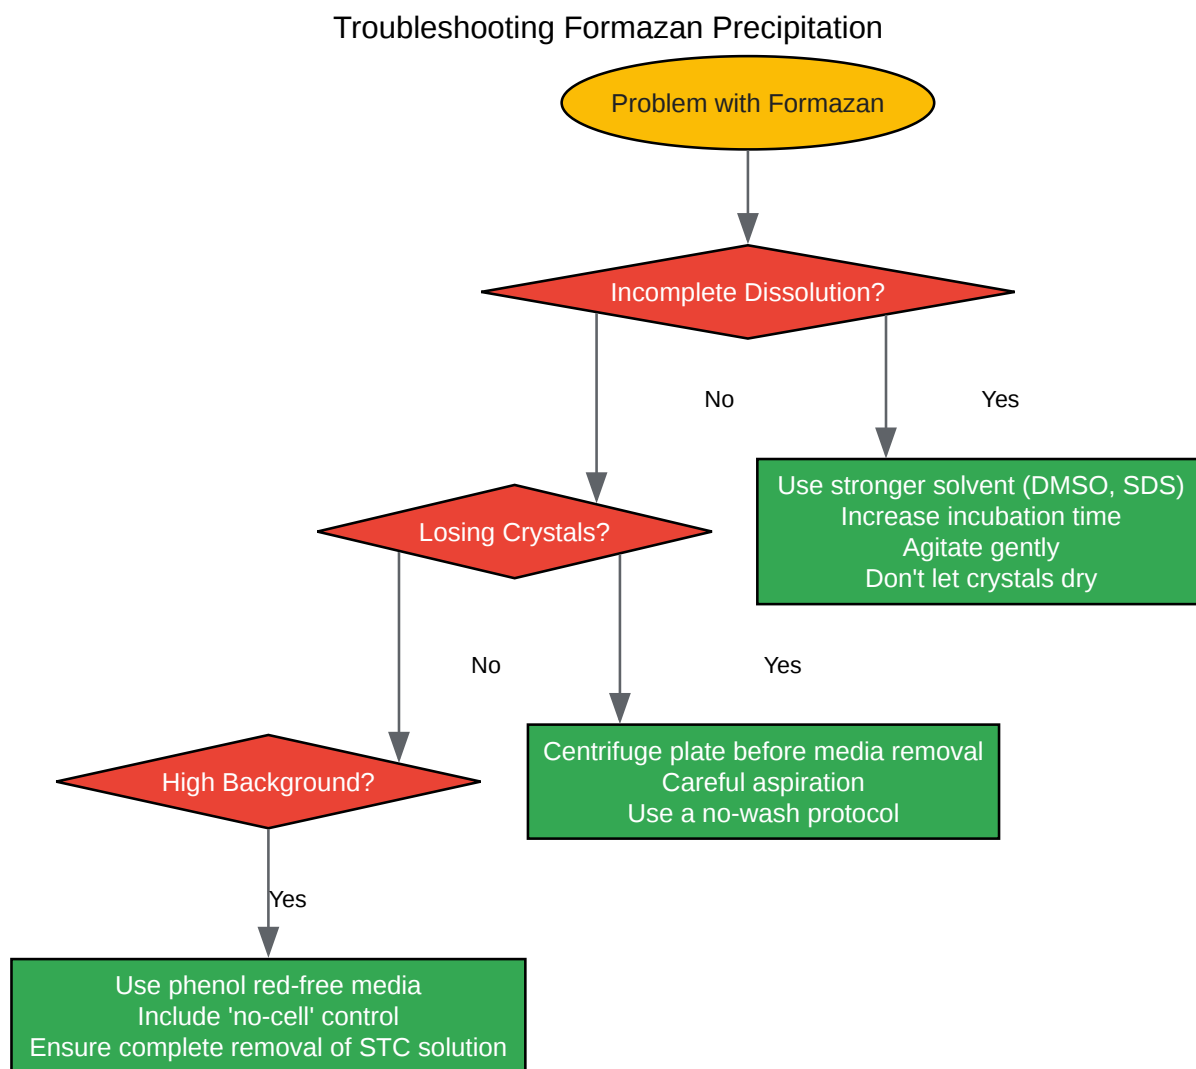 Troubleshooting Formazan Precipitation
Problem with Formazan
Incomplete Dissolution?
No
Yes
Use stronger solvent (DMSO, SDS)
Increase incubation time
Agitate gently
Don't let crystals dry
Losing Crystals?
No
Yes
Centrifuge plate before media removal
Careful aspiration
Use a no-wash protocol
High Background?
Yes
Use phenol red-free media
Include 'no-cell' control
Ensure complete removal of STC solution